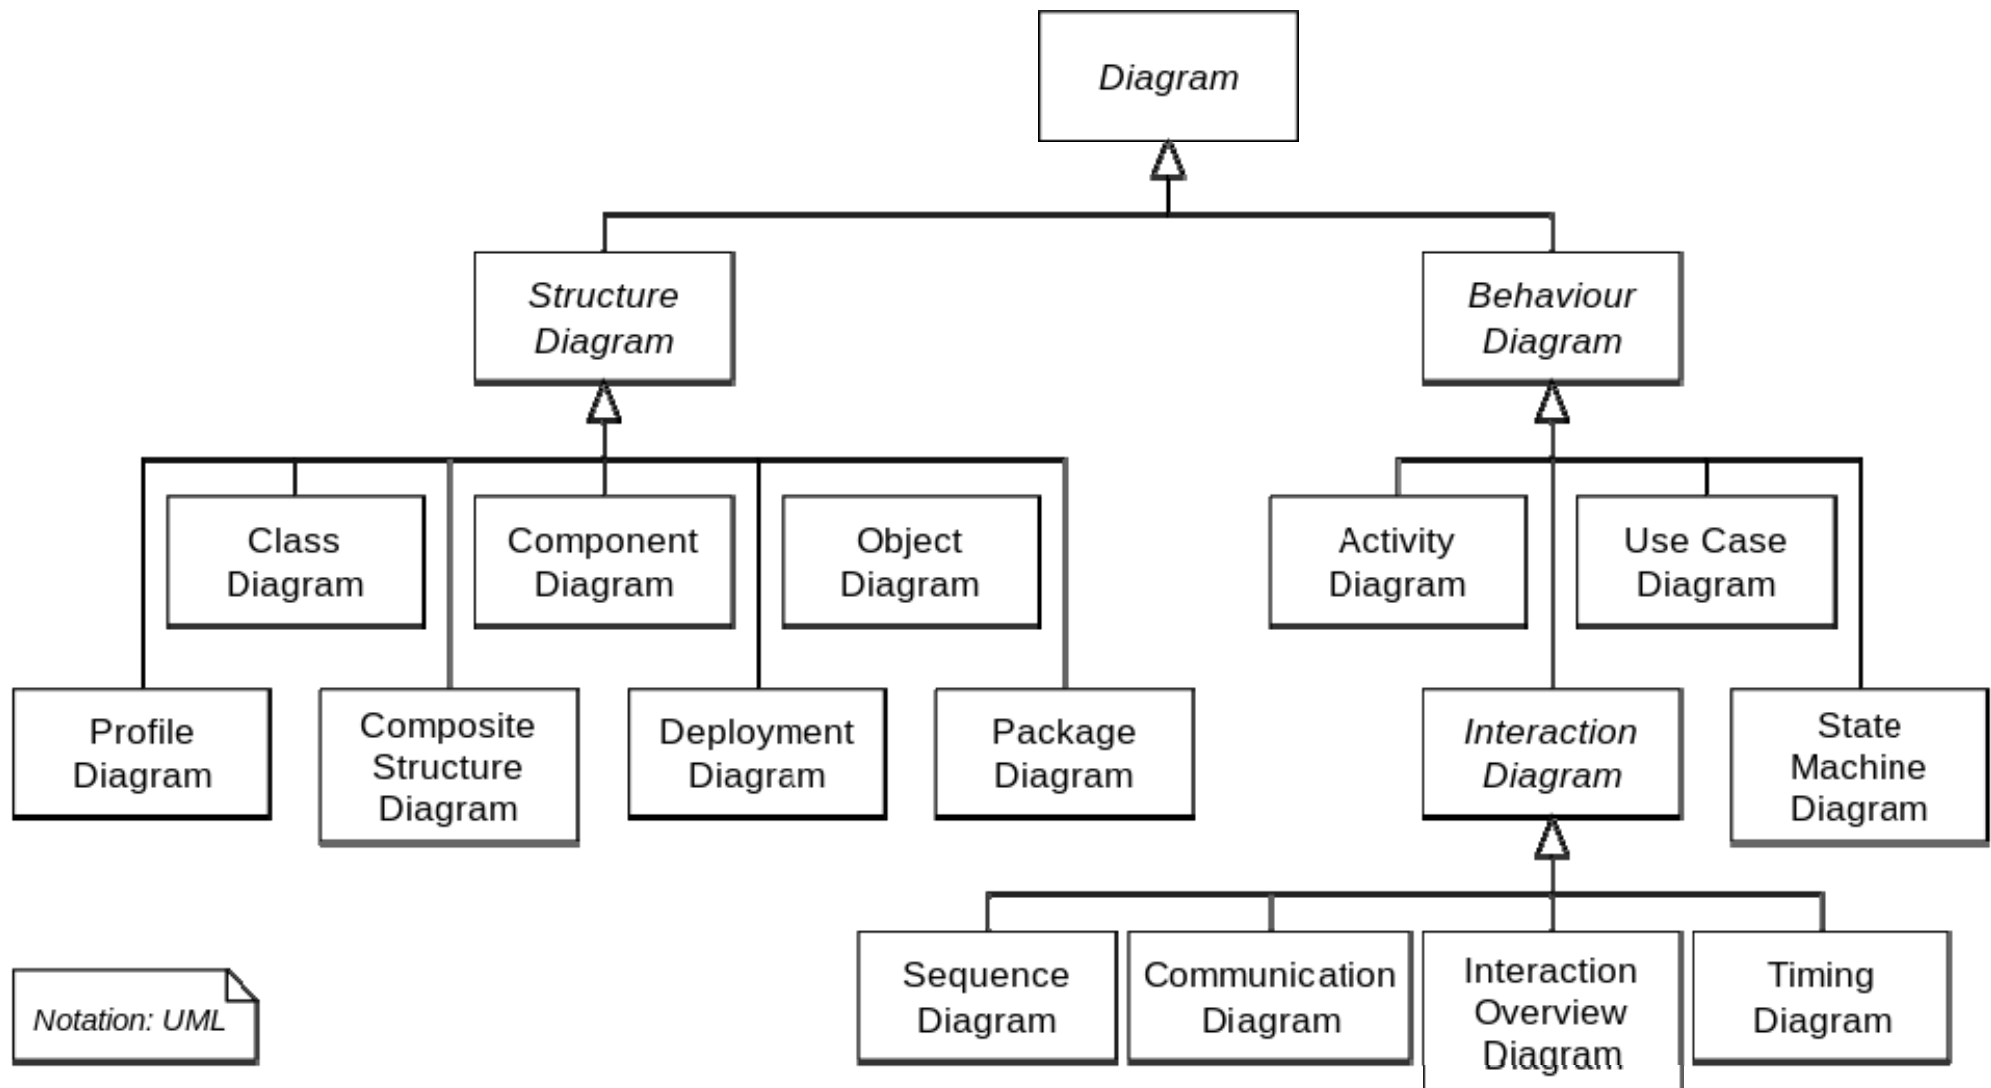 Diagram
Structure
Diagram
Behaviour
Diagram
Class
Diagram
Component
Diagram
Object
Diagram
Activity
Diagram
Use Case
Diagram
Profile
Diagram
Composite
Structure
Diagram
Deployment
Diagram
Package
Diagram
Interaction
Diagram
State
Machine
Diagram
Sequence
Diagram
Communication
Diagram
Interaction
Overview
Diagram
Timing
Diagram
Notation: UML